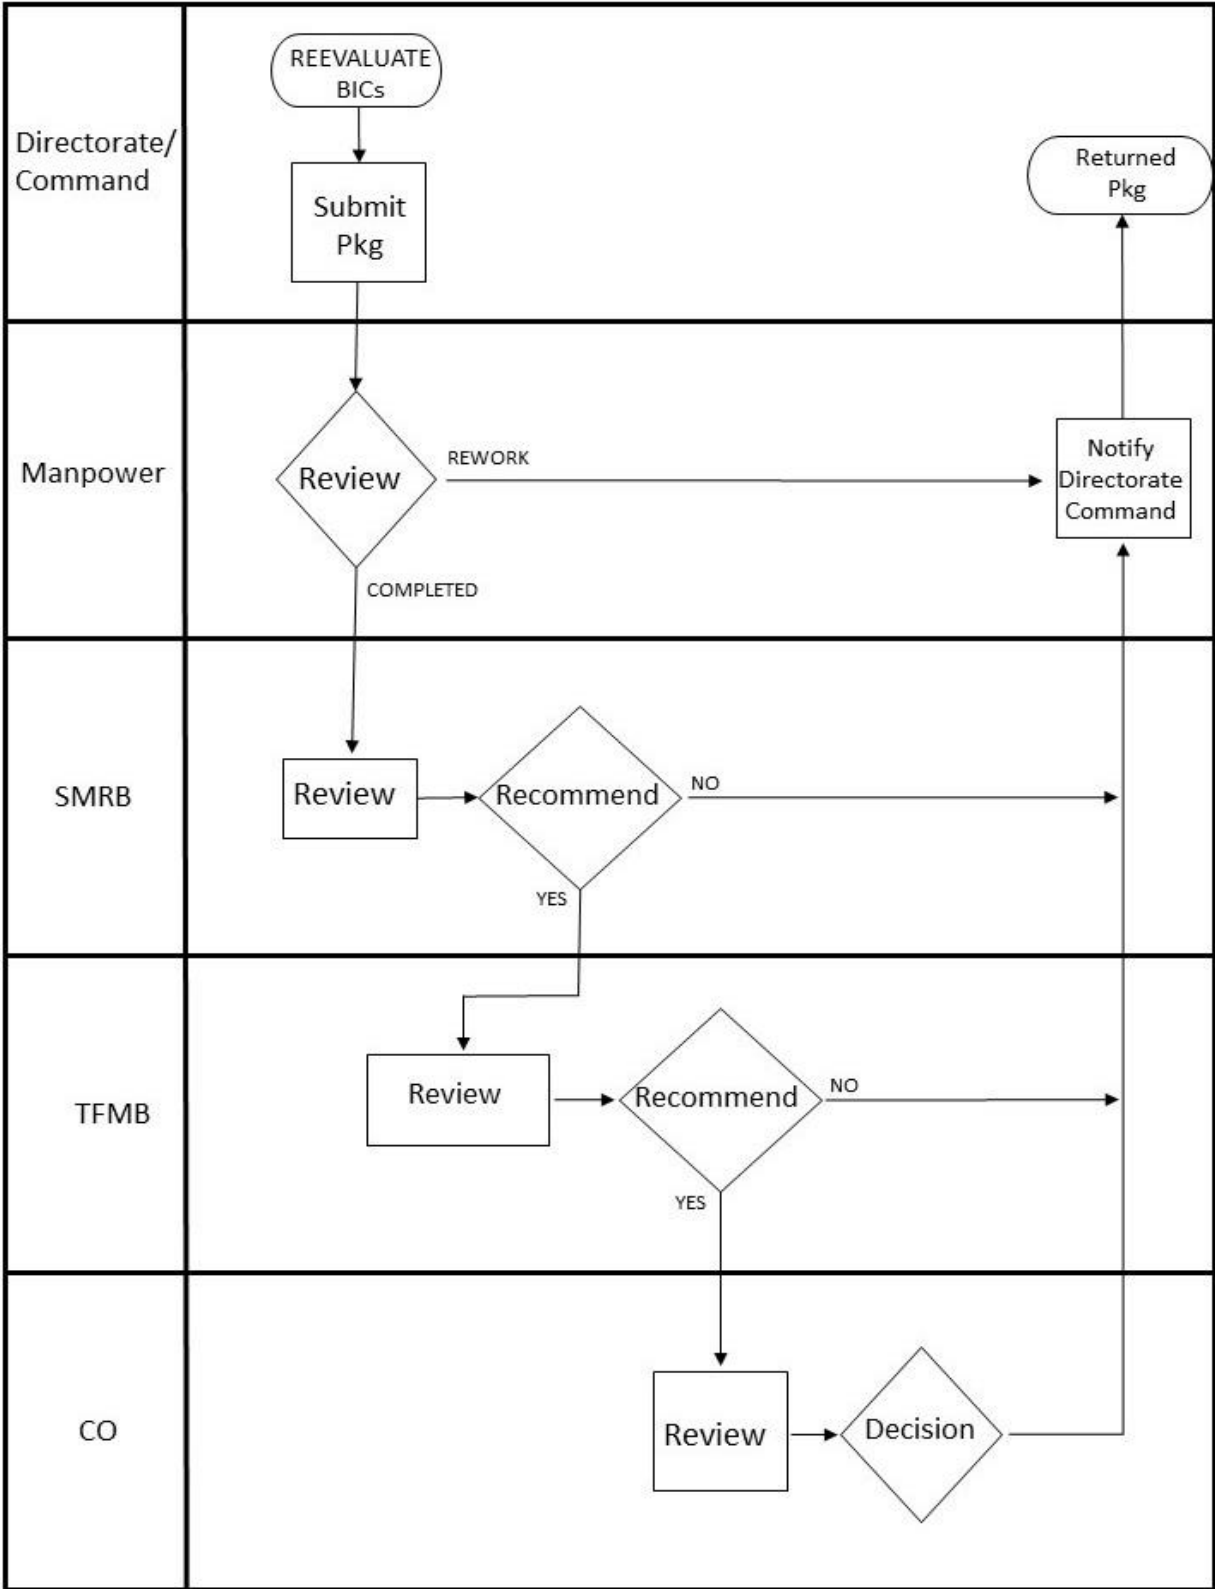 REEVALUATE
BICs
Directorate/
Command
Submit
Pkg
Returned
Pkg
Manpower
Review
REWORK
Notify
Directorate
Command
COMPLETED
SMRB
Review
Recommend
NO
YES
TFMB
Review
Recommend
NO
YES
CO
Review
Decision